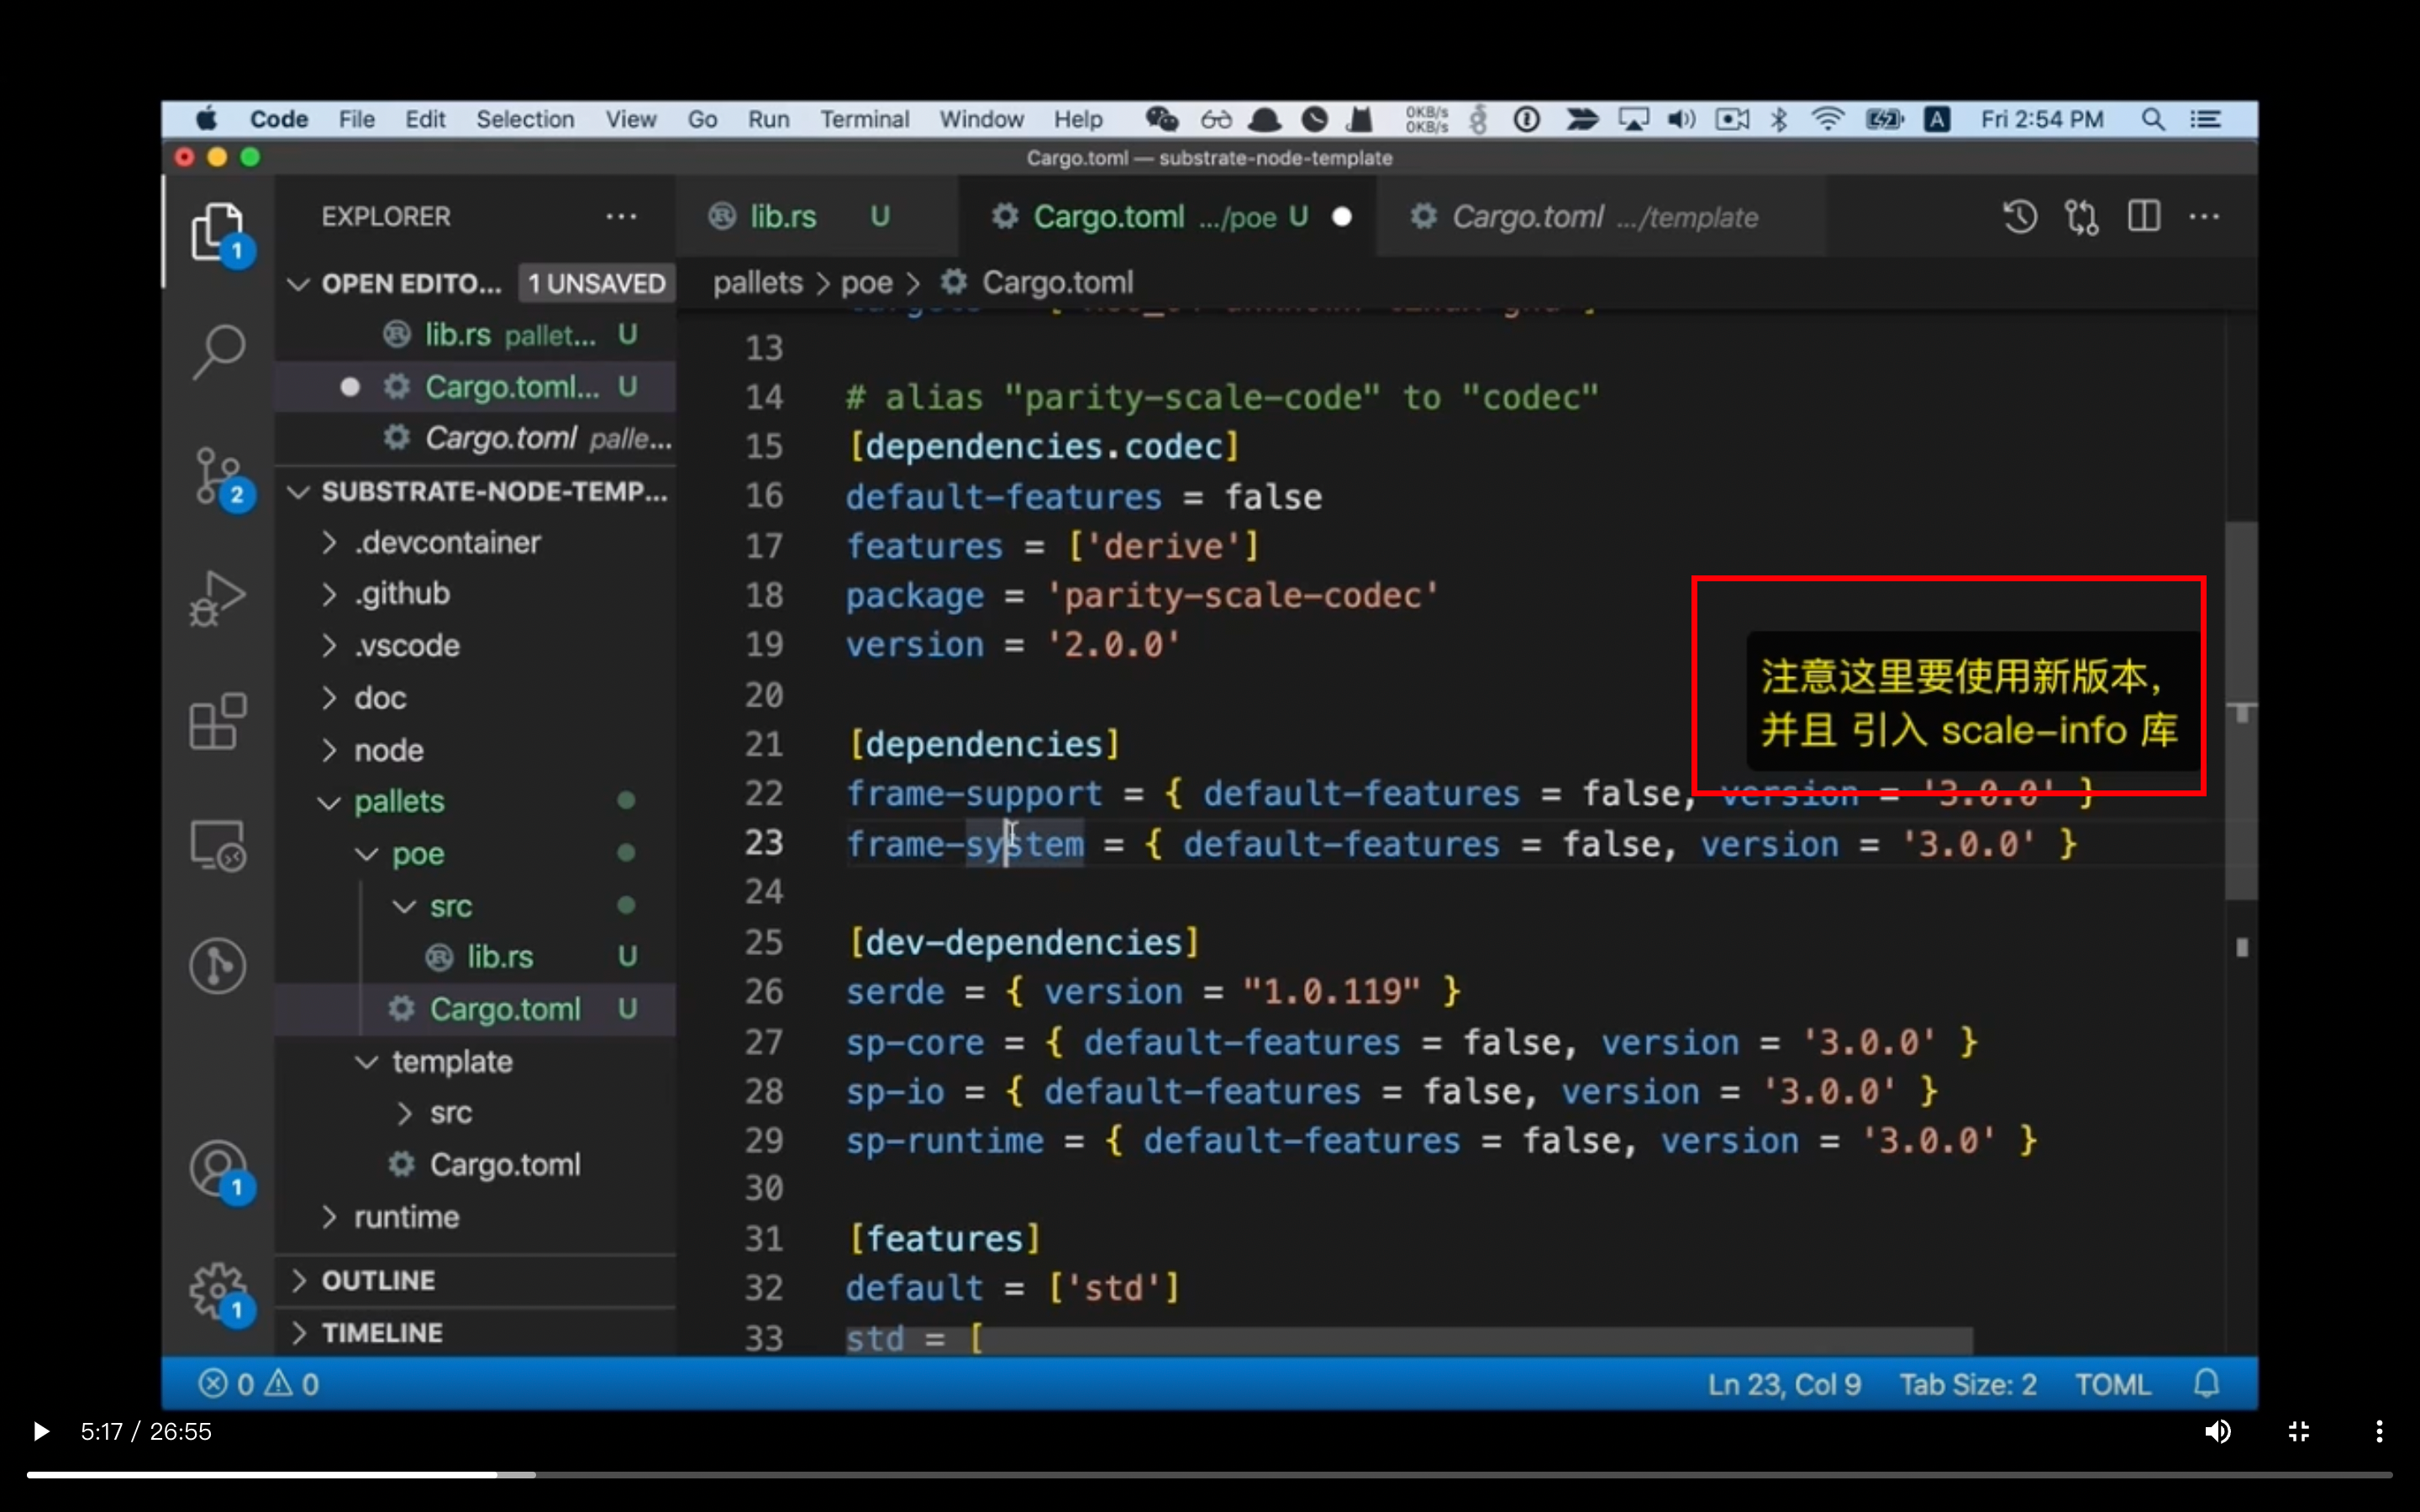 Code File Edit Selection View Go Run Terminal Window Help 0KB/s 0KB/s A Fri 2:54 PM
Cargo.toml — substrate-node-template
EXPLORER
lib.rs U
Cargo.toml .../poe U
Cargo.toml .../template
1
OPEN EDITO... 1 UNSAVED
pallets > poe > Cargo.toml
lib.rs pallet... U
Cargo.toml... U
Cargo.toml palle...
2
SUBSTRATE-NODE-TEMP...
.devcontainer
.github
.vscode
doc
node
pallets
poe
src
lib.rs U
Cargo.toml U
template
src
Cargo.toml
runtime
1
OUTLINE
1
TIMELINE
13
14 # alias "parity-scale-code" to "codec"
15 [dependencies.codec]
16 default-features = false
17 features = ['derive']
18 package = 'parity-scale-codec'
19 version = '2.0.0'
20
21 [dependencies]
22 frame-support = { default-features = false, version = '3.0.0' }
23 frame-system = { default-features = false, version = '3.0.0' }
24
25 [dev-dependencies]
26 serde = { version = "1.0.119" }
27 sp-core = { default-features = false, version = '3.0.0' }
28 sp-io = { default-features = false, version = '3.0.0' }
29 sp-runtime = { default-features = false, version = '3.0.0' }
30
31 [features]
32 default = ['std']
33 std = [
注意这里要使用新版本,
并且 引入 scale-info 库
0 0 Ln 23, Col 9 Tab Size: 2 TOML
5:17 / 26:55